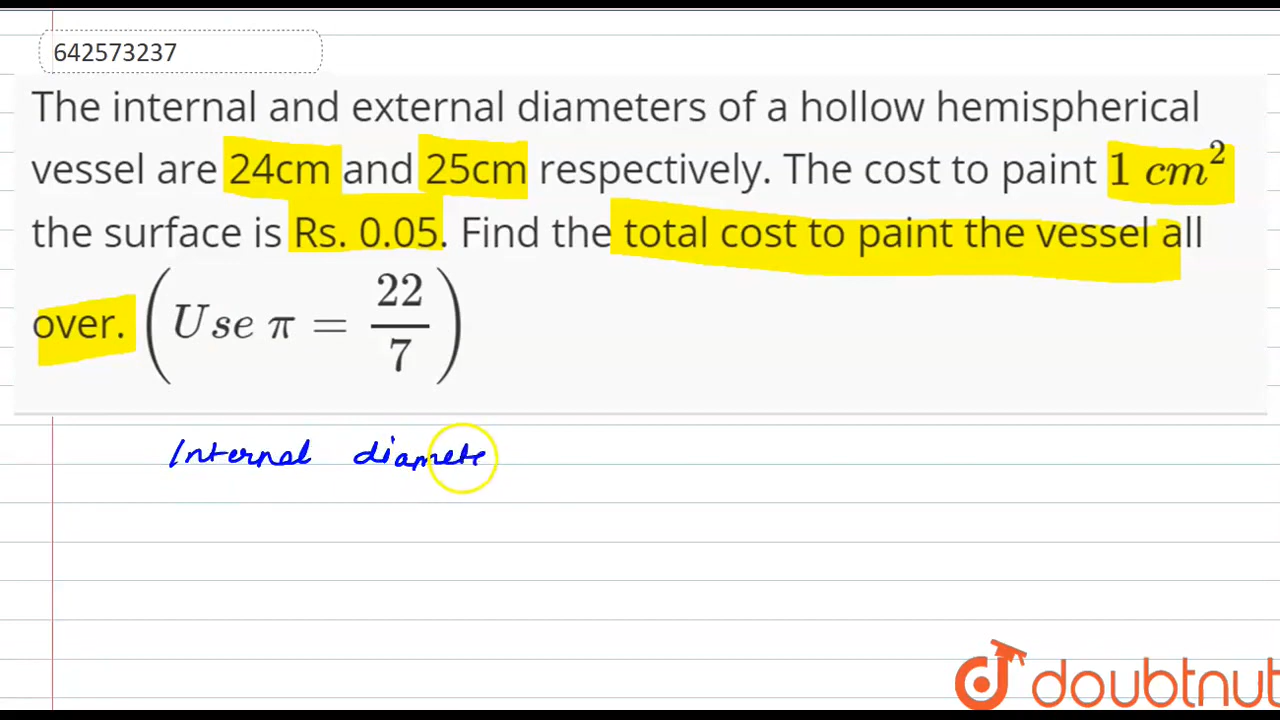 642573237
The internal and external diameters of a hollow hemispherical
vessel are 24cm and 25cm respectively. The cost to paint 1 cm²
the surface is Rs. 0.05. Find the total cost to paint the vessel all
over. (Use π = 22/7)
Internal diamete
doubtnut